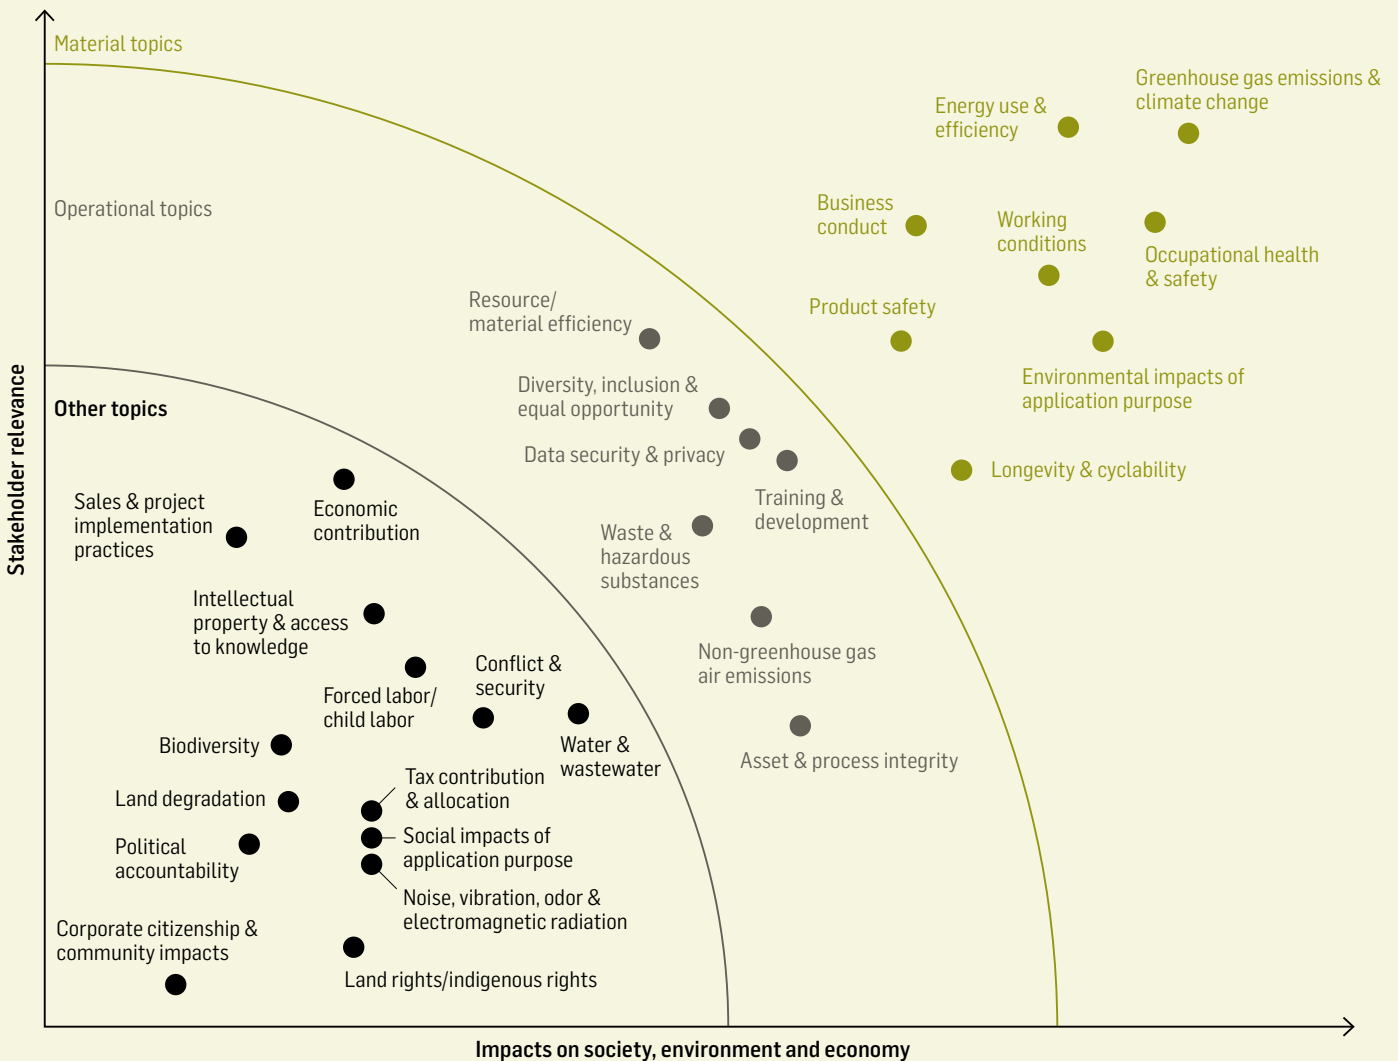 Material topics
Greenhouse gas emissions &
climate change
Energy use &
efficiency
Operational topics
Business
conduct
Working
conditions
Occupational health
& safety
Resource/
material efficiency
Product safety
Diversity, inclusion &
equal opportunity
Environmental impacts of
application purpose
Other topics
Data security & privacy
Longevity & cyclability
Training &
development
Sales & project
implementation
practices
Economic
contribution
Waste &
hazardous
substances
Stakeholder relevance
Intellectual
property & access
to knowledge
Non-greenhouse gas
air emissions
Conflict &
security
Forced labor/
child labor
Biodiversity
Water &
wastewater
Asset & process integrity
Tax contribution
& allocation
Land degradation
Social impacts of
application purpose
Political
accountability
Noise, vibration, odor &
electromagnetic radiation
Corporate citizenship &
community impacts
Land rights/indigenous rights
Impacts on society, environment and economy